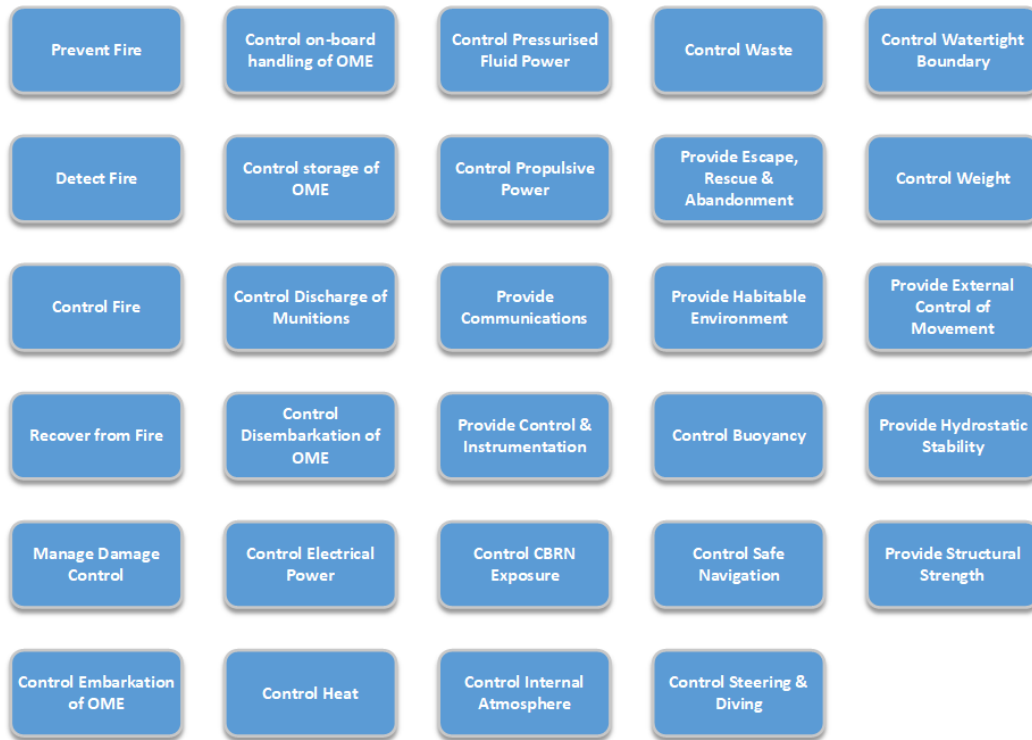 Prevent Fire
Detect Fire
Control Fire
Recover from Fire
Manage Damage
Control
Control Embarkation
of OME
Control on-board
handling of OME
Control storage of
OME
Control Discharge of
Munitions
Control
Disembarkation of
OME
Control Electrical
Power
Control Heat
Control Pressurised
Fluid Power
Control Propulsive
Power
Provide
Communications
Provide Control &
Instrumentation
Control CBRN
Exposure
Control Internal
Atmosphere
Control Waste
Provide Escape,
Rescue &
Abandonment
Provide Habitable
Environment
Control Buoyancy
Control Safe
Navigation
Control Steering &
Diving
Control Watertight
Boundary
Control Weight
Provide External
Control of
Movement
Provide Hydrostatic
Stability
Provide Structural
Strength